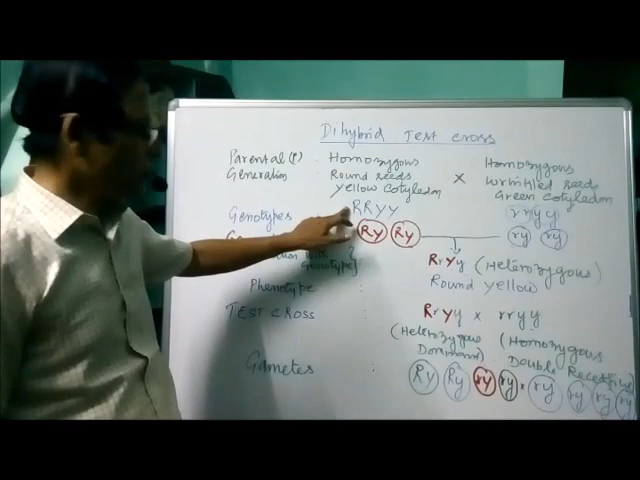 Dihybrid Test Cross
Parental (P) : Homozygous Homozygous
Generation Round seeds × Wrinkled seeds
yellow cotyledon Green cotyledon
Genotypes RRYY rryy
RY RY ry ry
with RrYy (Heterozygous)
Genotype} Round yellow
Phenotype :
TEST CROSS : RrYy × rryy
(Heterozygous (Homozygous
Dominant) Double Recessive)
Gametes : RY Ry rY ry × ry ry ry ry